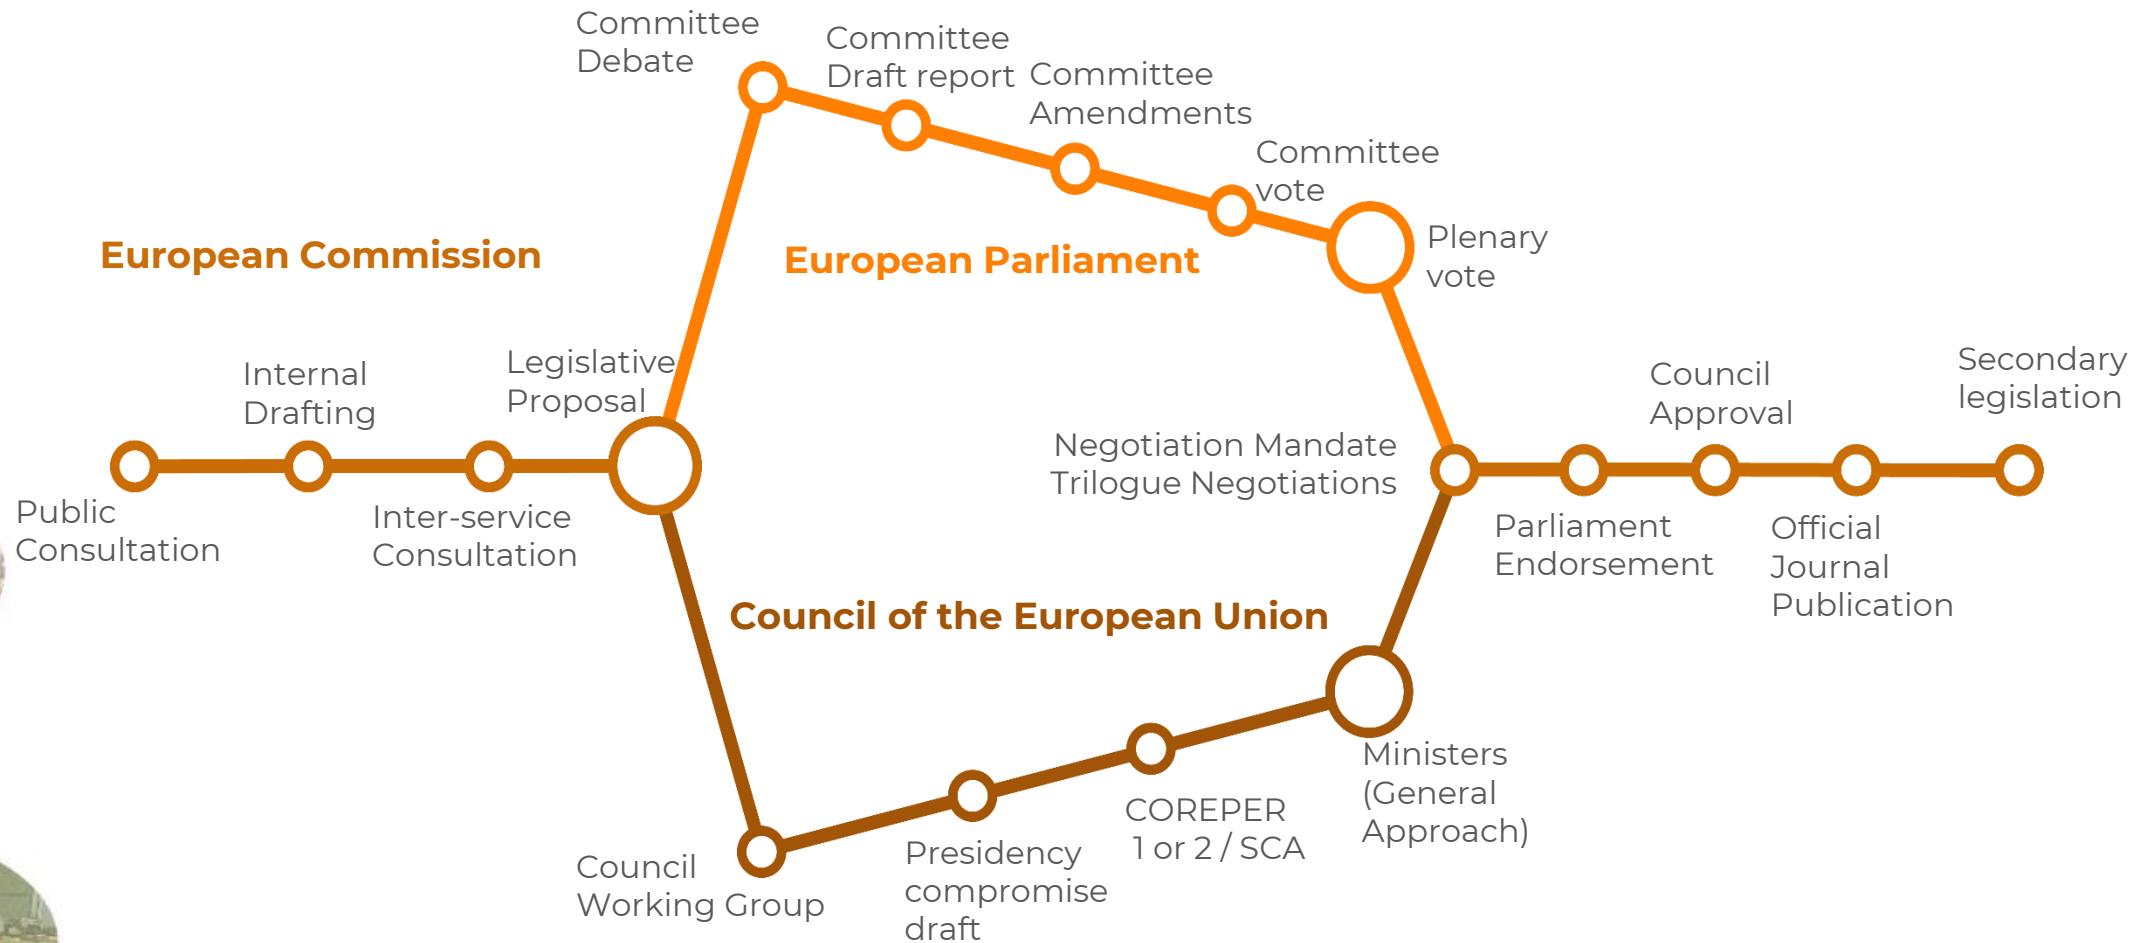 Committee
Debate
Committee
Draft report
Committee
Amendments
Committee
vote
Plenary
vote
European Commission
European Parliament
Legislative
Proposal
Internal
Drafting
Public
Consultation
Inter-service
Consultation
Negotiation Mandate
Trilogue Negotiations
Council
Approval
Secondary
legislation
Parliament
Endorsement
Official
Journal
Publication
Council of the European Union
Ministers
(General
Approach)
COREPER
1 or 2 / SCA
Presidency
compromise
draft
Council
Working Group